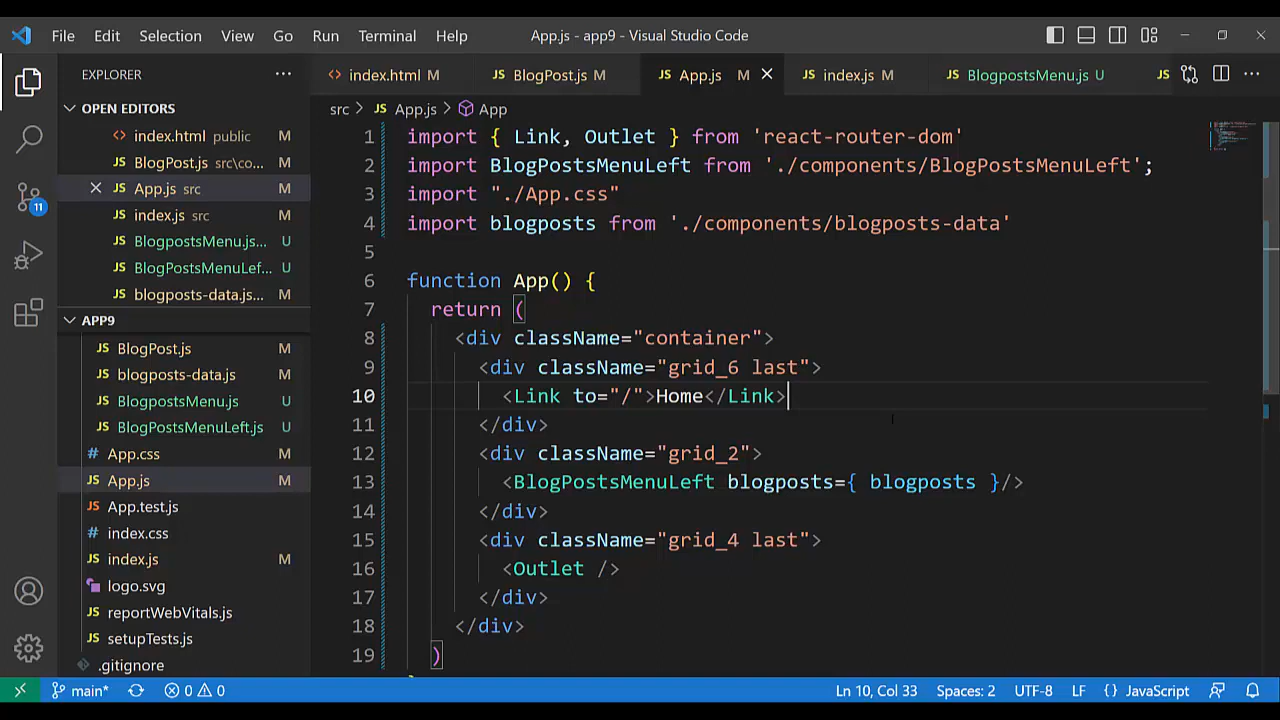 File Edit Selection View Go Run Terminal Help App.js - app9 - Visual Studio Code
EXPLORER
OPEN EDITORS
index.html public M
BlogPost.js src\co... M
App.js src M
index.js src M
BlogpostsMenu.js... U
BlogPostsMenuLef... U
blogposts-data.js... M
APP9
BlogPost.js M
blogposts-data.js M
BlogpostsMenu.js U
BlogPostsMenuLeft.js U
App.css M
App.js M
App.test.js
index.css
index.js M
logo.svg
reportWebVitals.js
setupTests.js
.gitignore
11
index.html M JS BlogPost.js M JS App.js M JS index.js M JS BlogpostsMenu.js U JS
src > JS App.js > App
1 import { Link, Outlet } from 'react-router-dom'
2 import BlogPostsMenuLeft from './components/BlogPostsMenuLeft';
3 import "./App.css"
4 import blogposts from './components/blogposts-data'
5
6 function App() {
7 return (
8 <div className="container">
9 <div className="grid_6 last">
10 <Link to="/">Home</Link>
11 </div>
12 <div className="grid_2">
13 <BlogPostsMenuLeft blogposts={ blogposts }/>
14 </div>
15 <div className="grid_4 last">
16 <Outlet />
17 </div>
18 </div>
19 )
main* 0 0 Ln 10, Col 33 Spaces: 2 UTF-8 LF {} JavaScript